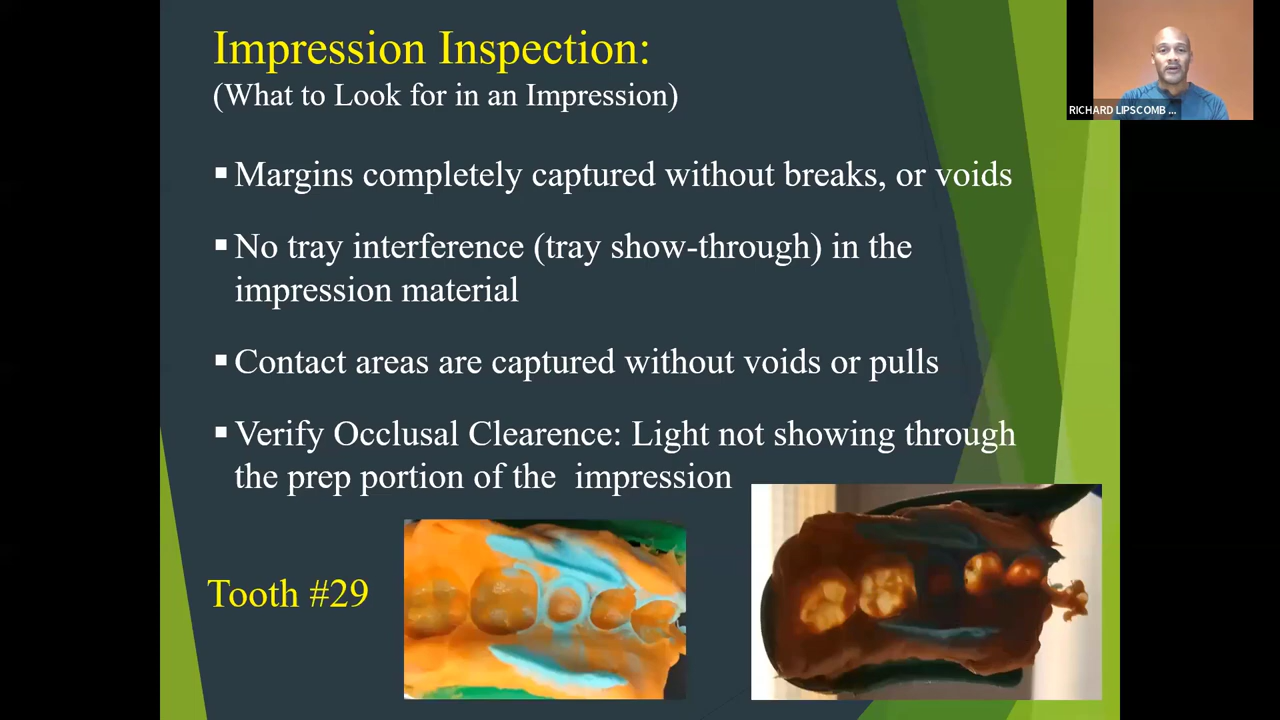 Impression Inspection:
(What to Look for in an Impression)
RICHARD LIPSCOMB ...
▪ Margins completely captured without breaks, or voids
▪ No tray interference (tray show-through) in the
impression material
▪ Contact areas are captured without voids or pulls
▪ Verify Occlusal Clearence: Light not showing through
the prep portion of the impression
Tooth #29